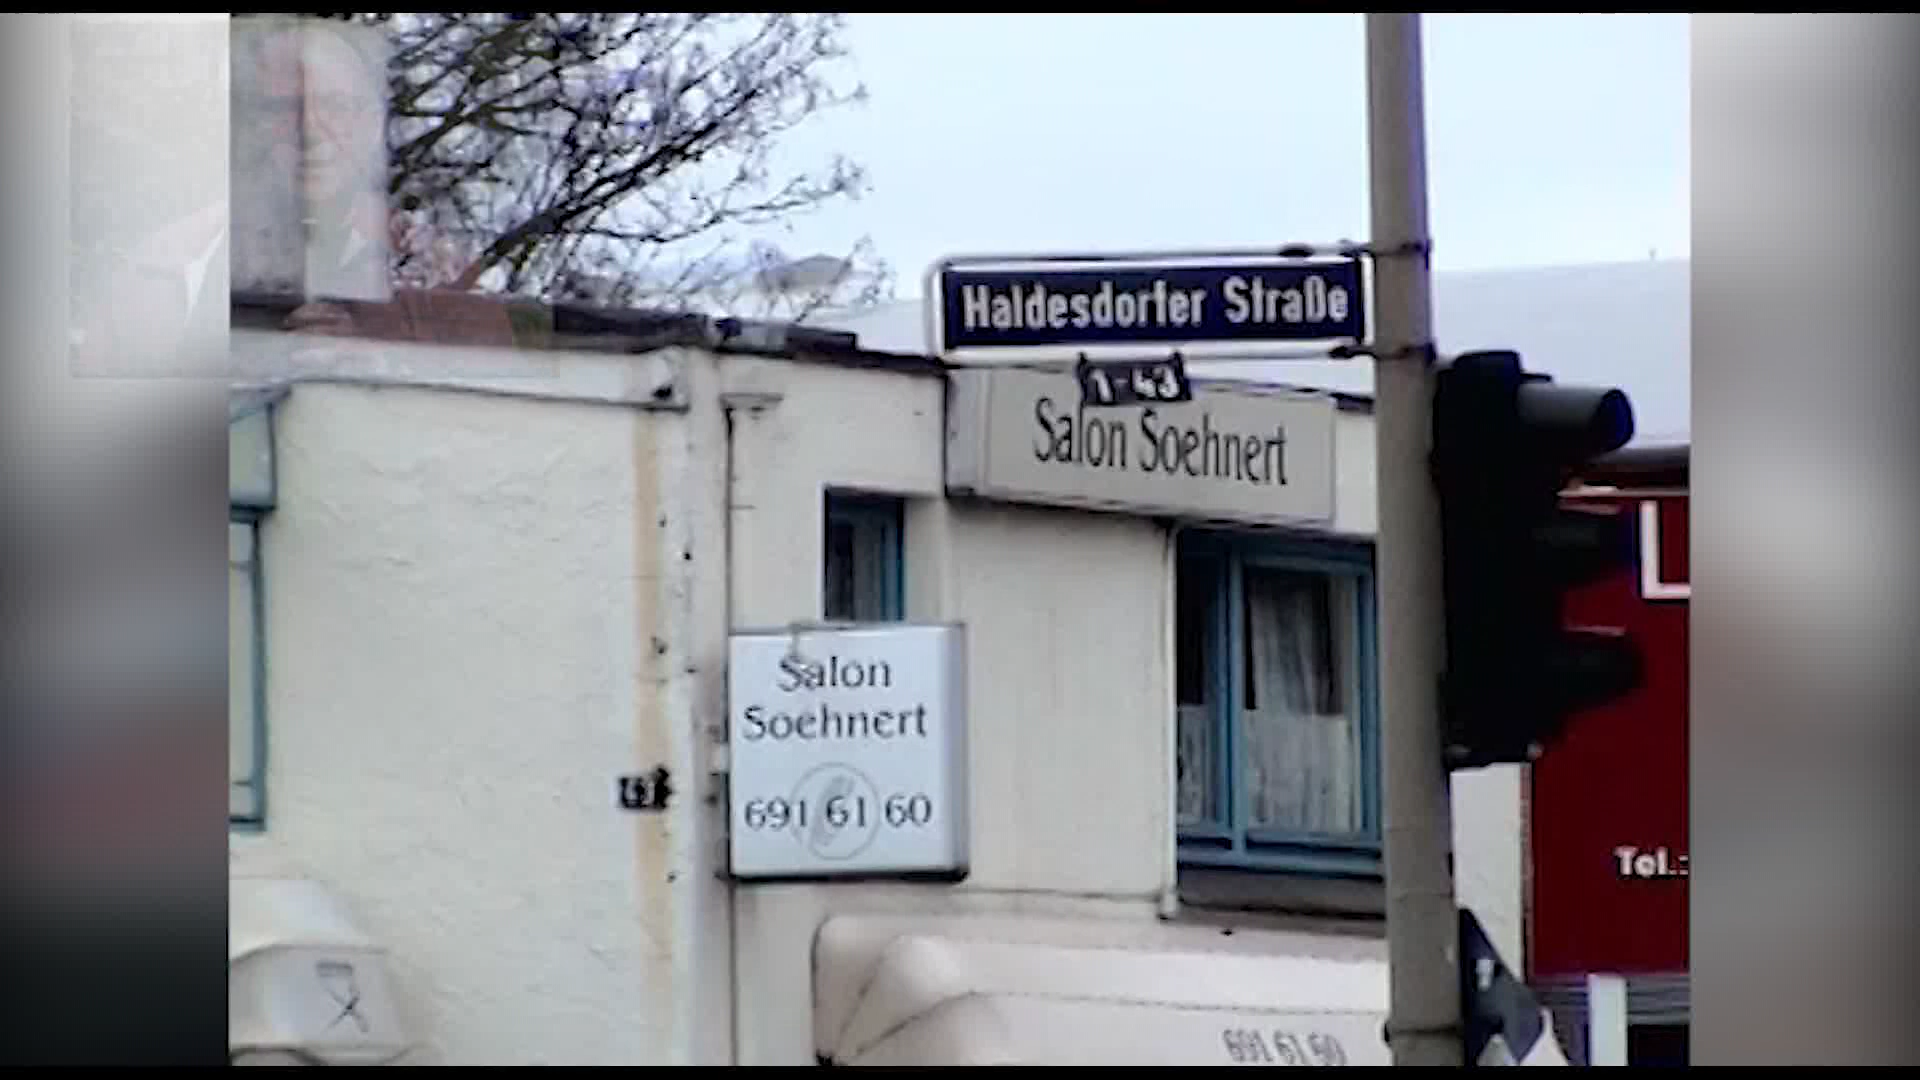 Haldesdorfer Straße
1-43
Salon Soehnert
Salon
Soehnert
691 61 60
Tel.:
691 61 60